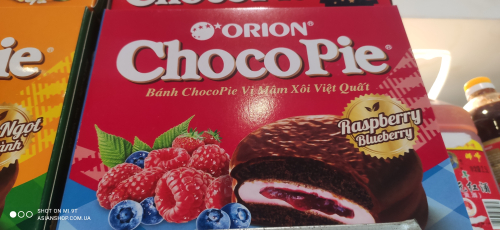 ORION®
ChocoPie®
Bánh ChocoPie Vị Mâm Xôi Việt Quất
Raspberry
Blueberry
ie
Ngọt
ành
SHOT ON MI 9T
ASIANSHOP.COM.UA